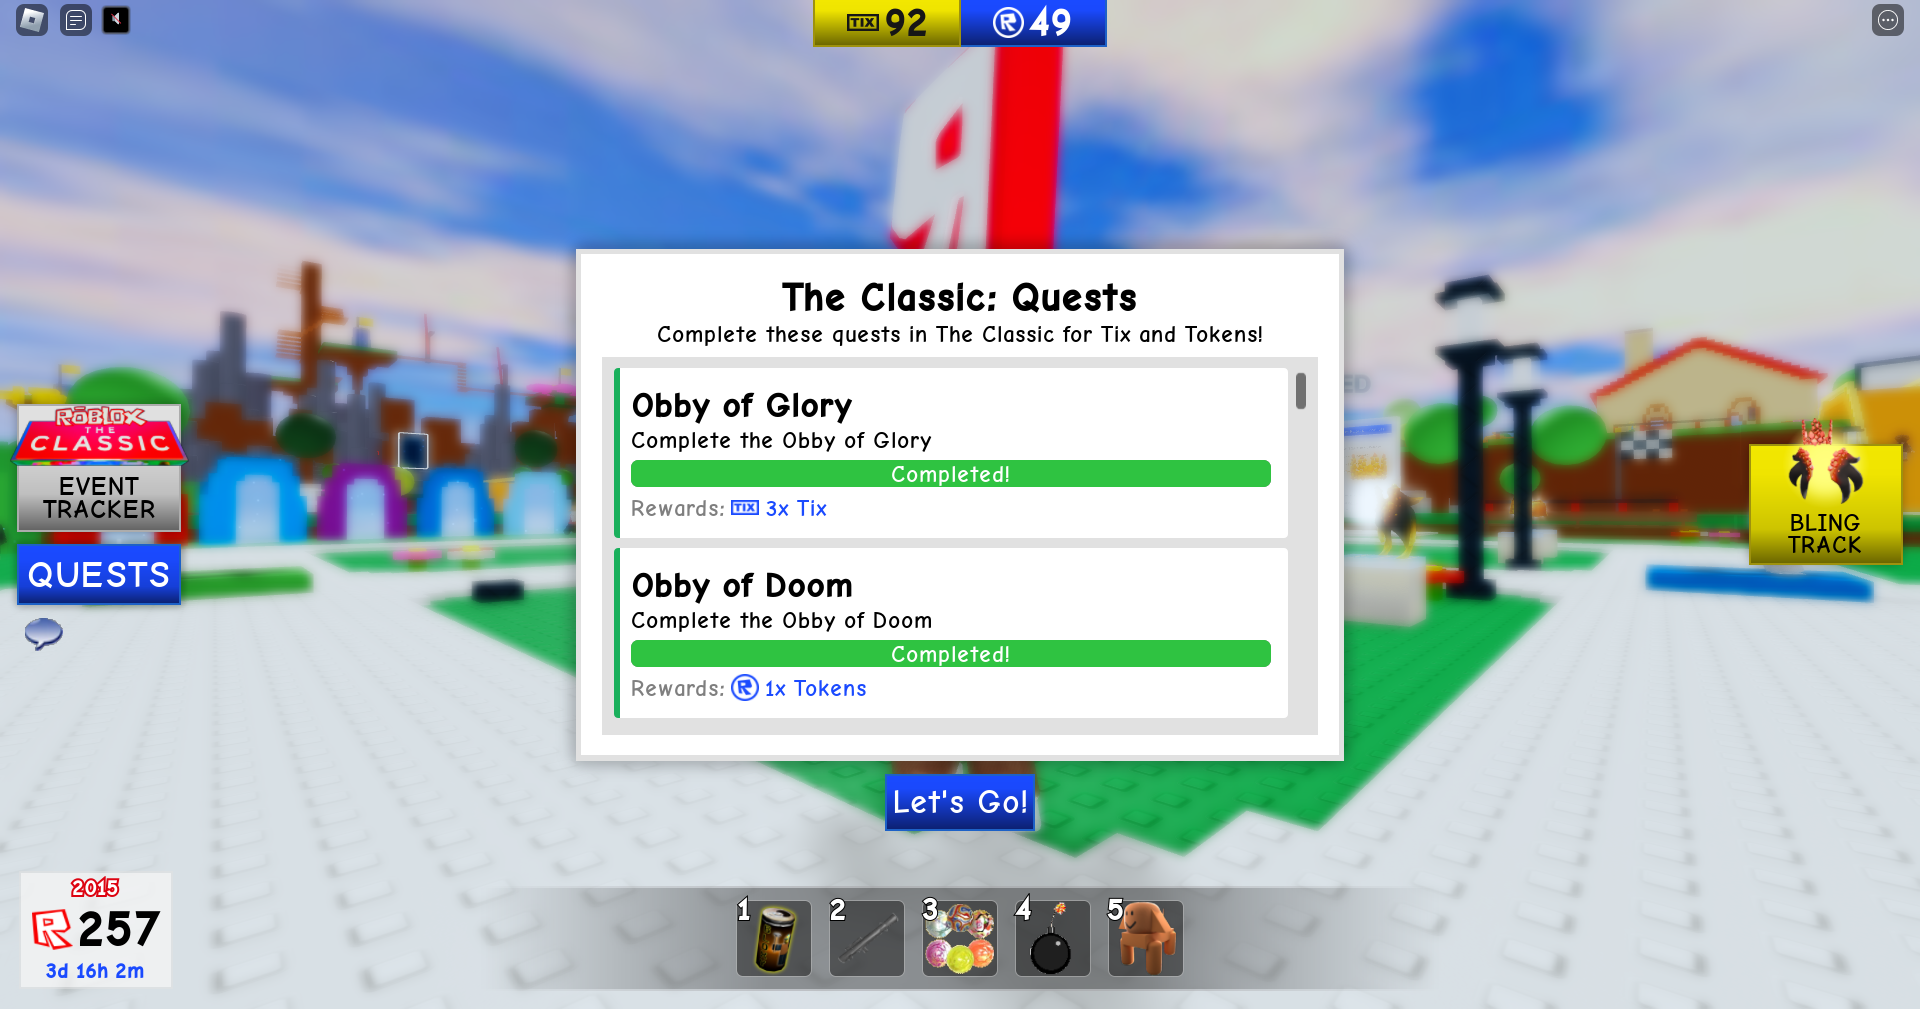 TIX 92
49
The Classic: Quests
Complete these quests in The Classic for Tix and Tokens!
Obby of Glory
Complete the Obby of Glory
Completed!
Rewards: TIX 3x Tix
Obby of Doom
Complete the Obby of Doom
Completed!
Rewards: R 1x Tokens
Let's Go!
ROBLOX
THE
CLASSIC
EVENT
TRACKER
QUESTS
BLING
TRACK
2015
R 257
3d 16h 2m
1
2
3
4
5